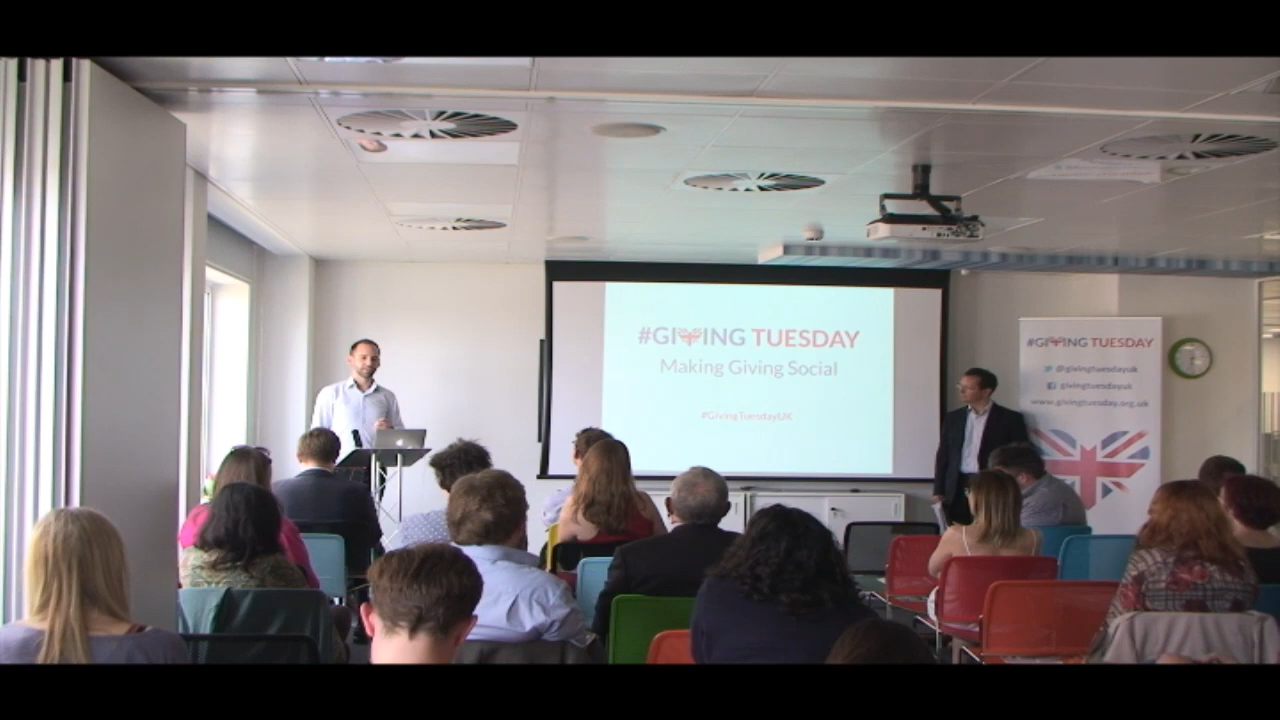 #GIVING TUESDAY
Making Giving Social
#GivingTuesdayUK
#GIVING TUESDAY
@givingtuesdayuk
givingtuesdayuk
www.givingtuesday.org.uk